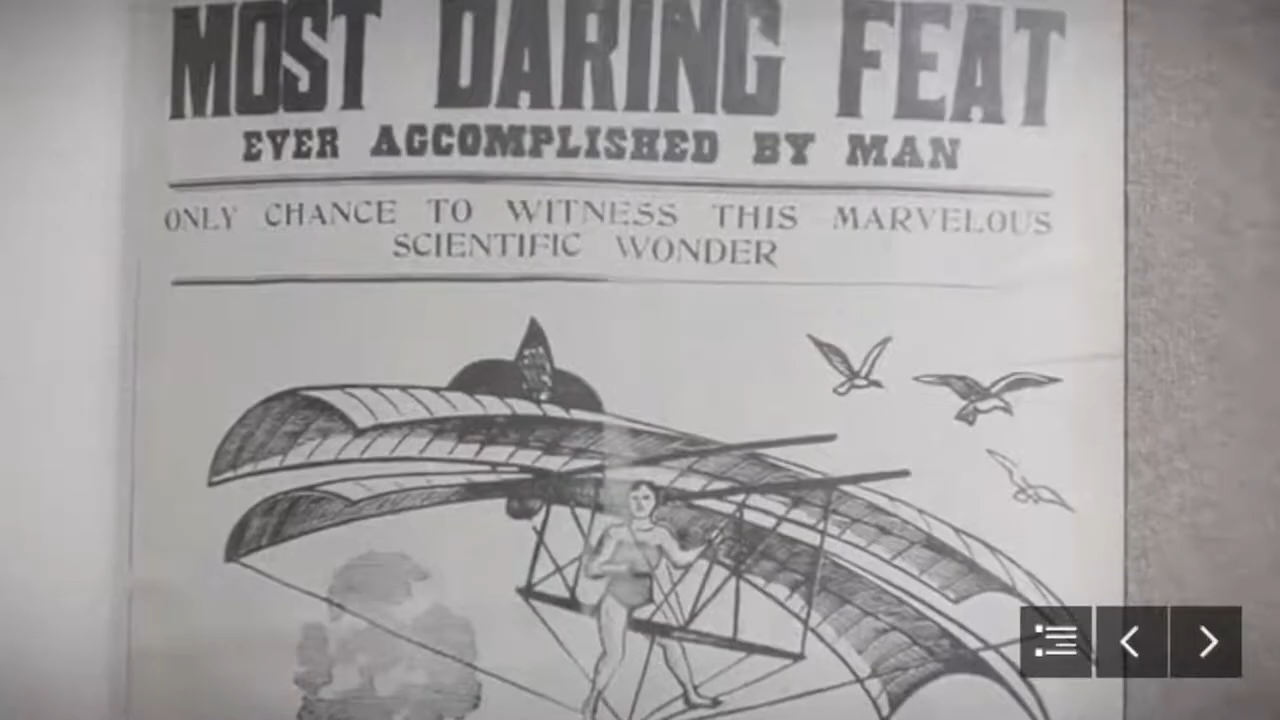 MOST DARING FEAT
EVER ACCOMPLISHED BY MAN
ONLY CHANCE TO WITNESS THIS MARVELOUS
SCIENTIFIC WONDER